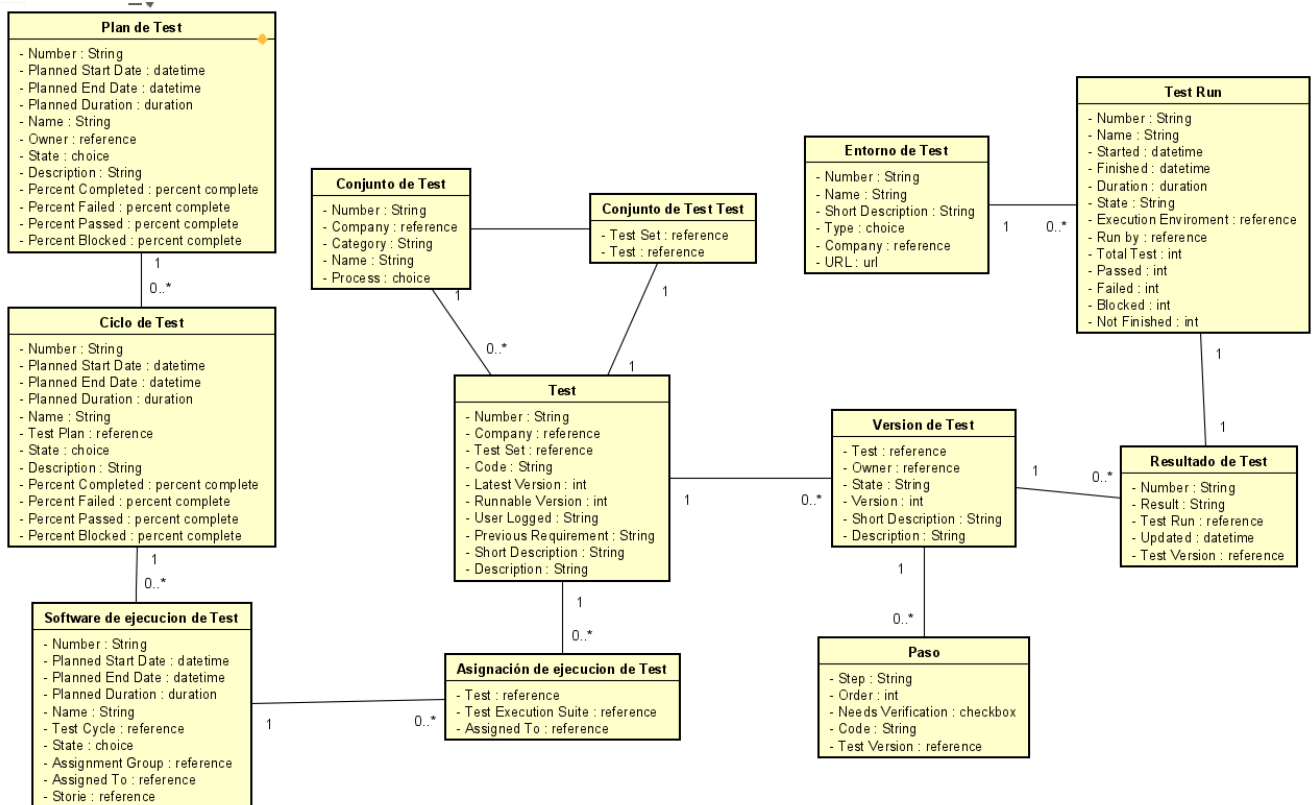 Plan de Test
- Number : String
- Planned Start Date : datetime
- Planned End Date : datetime
- Planned Duration : duration
- Name : String
- Owner : reference
- State : choice
- Description : String
- Percent Completed : percent complete
- Percent Failed : percent complete
- Percent Passed : percent complete
- Percent Blocked : percent complete
1
0..*
Ciclo de Test
- Number : String
- Planned Start Date : datetime
- Planned End Date : datetime
- Planned Duration : duration
- Name : String
- Test Plan : reference
- State : choice
- Description : String
- Percent Completed : percent complete
- Percent Failed : percent complete
- Percent Passed : percent complete
- Percent Blocked : percent complete
1
0..*
Software de ejecucion de Test
- Number : String
- Planned Start Date : datetime
- Planned End Date : datetime
- Planned Duration : duration
- Name : String
- Test Cycle : reference
- State : choice
- Assignment Group : reference
- Assigned To : reference
- Storie : reference
1
0..*
Conjunto de Test
- Number : String
- Company : reference
- Category : String
- Name : String
- Process : choice
1
0..*
Conjunto de Test Test
- Test Set : reference
- Test : reference
1
1
Test
- Number : String
- Company : reference
- Test Set : reference
- Code : String
- Latest Version : int
- Runnable Version : int
- User Logged : String
- Previous Requirement : String
- Short Description : String
- Description : String
1
0..*
1
0..*
Asignación de ejecucion de Test
- Test : reference
- Test Execution Suite : reference
- Assigned To : reference
Entorno de Test
- Number : String
- Name : String
- Short Description : String
- Type : choice
- Company : reference
- URL : url
1
0..*
Test Run
- Number : String
- Name : String
- Started : datetime
- Finished : datetime
- Duration : duration
- State : String
- Execution Enviroment : reference
- Run by : reference
- Total Test : int
- Passed : int
- Failed : int
- Blocked : int
- Not Finished : int
1
1
Version de Test
- Test : reference
- Owner : reference
- State : String
- Version : int
- Short Description : String
- Description : String
1
0..*
1
0..*
Resultado de Test
- Number : String
- Result : String
- Test Run : reference
- Updated : datetime
- Test Version : reference
Paso
- Step : String
- Order : int
- Needs Verification : checkbox
- Code : String
- Test Version : reference